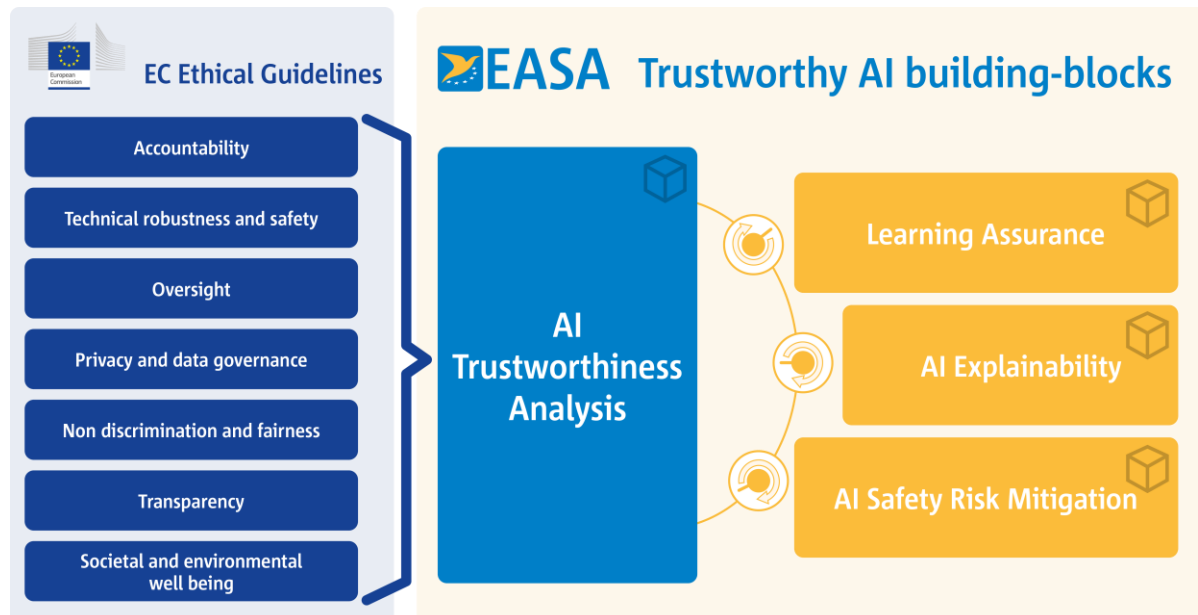 European
Commission
EC Ethical Guidelines
Accountability
Technical robustness and safety
Oversight
Privacy and data governance
Non discrimination and fairness
Transparency
Societal and environmental
well being
EASA
Trustworthy AI building-blocks
AI
Trustworthiness
Analysis
Learning Assurance
AI Explainability
AI Safety Risk Mitigation